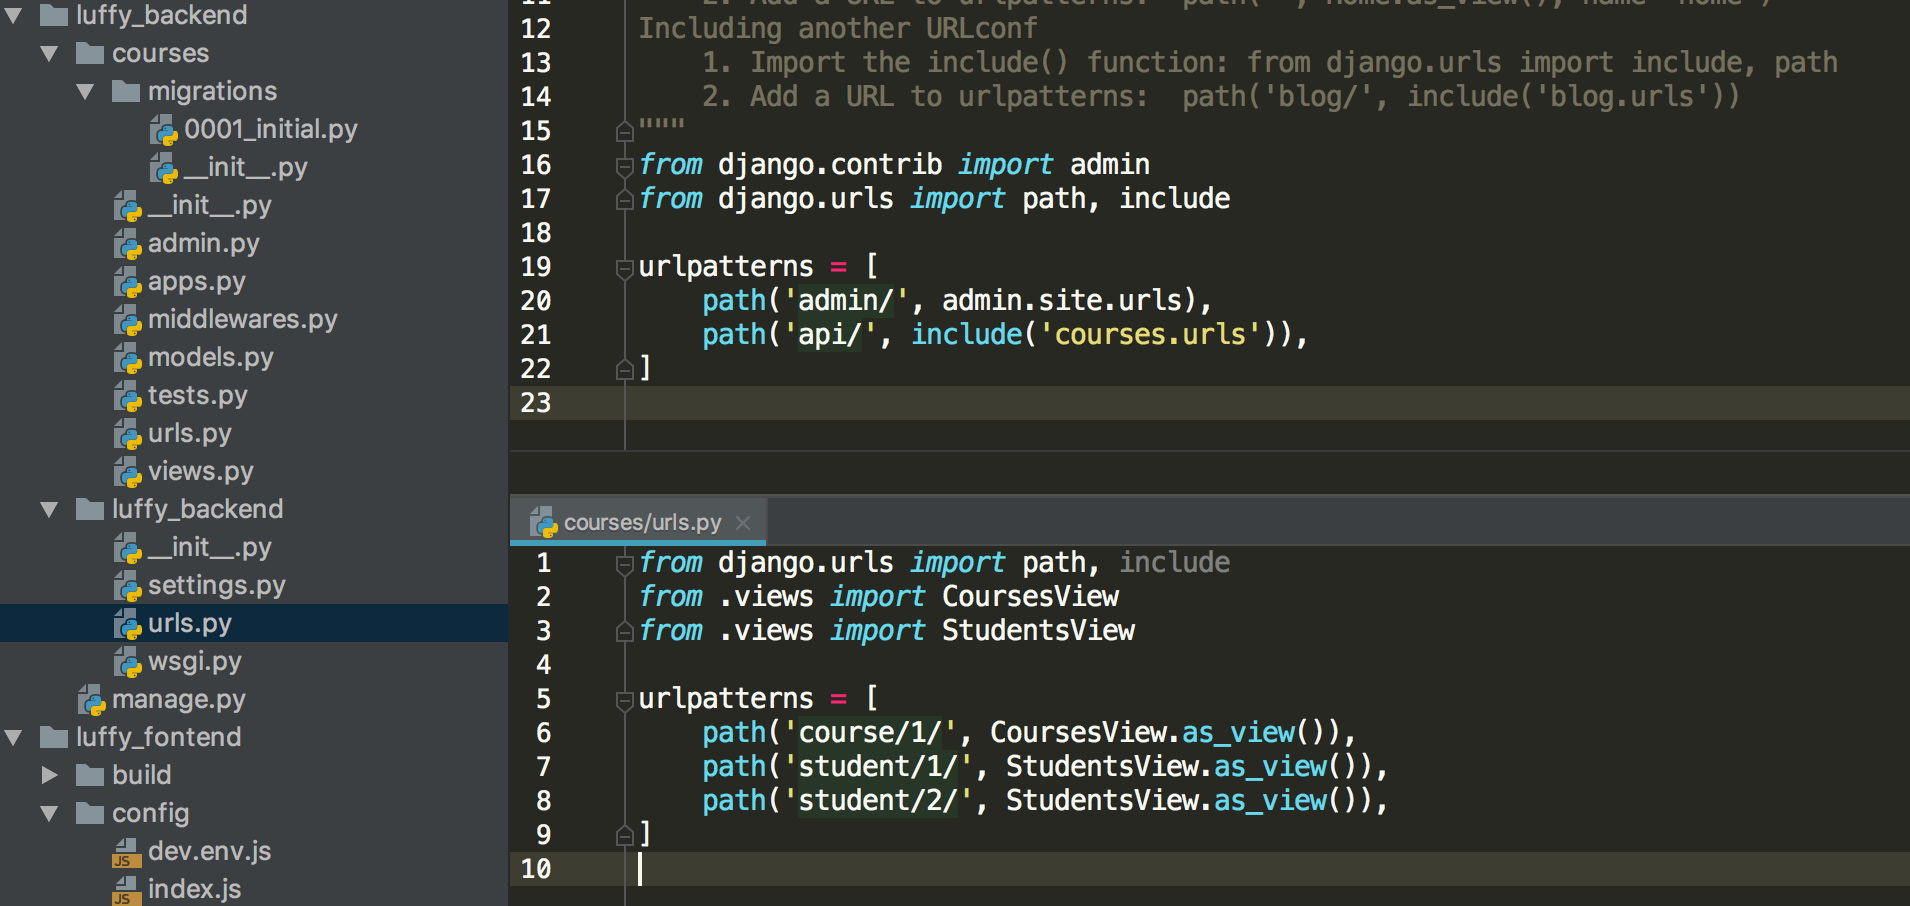 luffy_backend
courses
migrations
0001_initial.py
__init__.py
__init__.py
admin.py
apps.py
middlewares.py
models.py
tests.py
urls.py
views.py
luffy_backend
__init__.py
settings.py
urls.py
wsgi.py
manage.py
luffy_fontend
build
config
JS dev.env.js
JS index.js
12 Including another URLconf
13     1. Import the include() function: from django.urls import include, path
14     2. Add a URL to urlpatterns:  path('blog/', include('blog.urls'))
15 """
16 from django.contrib import admin
17 from django.urls import path, include
18
19 urlpatterns = [
20     path('admin/', admin.site.urls),
21     path('api/', include('courses.urls')),
22 ]
23
courses/urls.py
1 from django.urls import path, include
2 from .views import CoursesView
3 from .views import StudentsView
4
5 urlpatterns = [
6     path('course/1/', CoursesView.as_view()),
7     path('student/1/', StudentsView.as_view()),
8     path('student/2/', StudentsView.as_view()),
9 ]
10